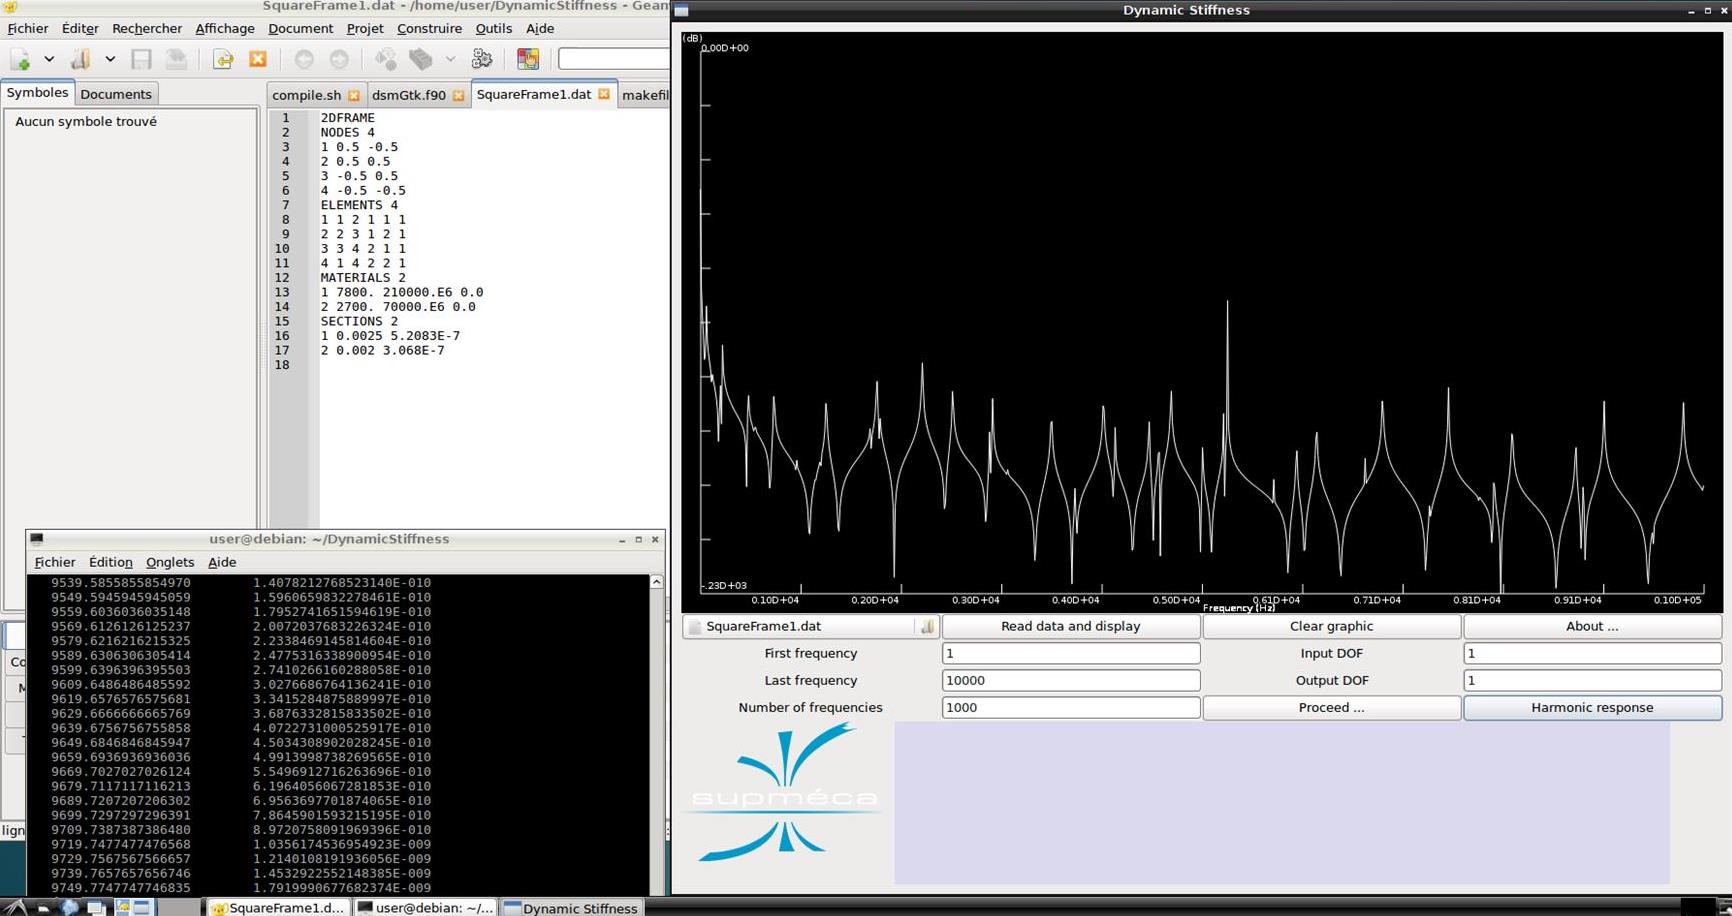 SquareFrame1.dat - /home/user/DynamicStiffness - Gean
Fichier Éditer Rechercher Affichage Document Projet Construire Outils Aide
Symboles Documents
compile.sh dsmGtk.f90 SquareFrame1.dat makefil
Aucun symbole trouvé
1 2DFRAME
2 NODES 4
3 1 0.5 -0.5
4 2 0.5 0.5
5 3 -0.5 0.5
6 4 -0.5 -0.5
7 ELEMENTS 4
8 1 1 2 1 1 1
9 2 2 3 1 2 1
10 3 3 4 2 1 1
11 4 1 4 2 2 1
12 MATERIALS 2
13 1 7800. 210000.E6 0.0
14 2 2700. 70000.E6 0.0
15 SECTIONS 2
16 1 0.0025 5.2083E-7
17 2 0.002 3.068E-7
18
Co
M
lign
user@debian: ~/DynamicStiffness
Fichier Édition Onglets Aide
9539.5855855854970 1.4078212768523140E-010
9549.5945945945059 1.5960659832278461E-010
9559.6036036035148 1.7952741651594619E-010
9569.6126126125237 2.0072037683226324E-010
9579.6216216215325 2.2338469145814604E-010
9589.6306306305414 2.4775316338900954E-010
9599.6396396395503 2.7410266160288058E-010
9609.6486486485592 3.0276686764136241E-010
9619.6576576575681 3.3415284875889997E-010
9629.6666666665769 3.6876332815833502E-010
9639.6756756755858 4.0722731000525917E-010
9649.6846846845947 4.5034308902028245E-010
9659.6936936936036 4.9913998738269565E-010
9669.7027027026124 5.5496912716263696E-010
9679.7117117116213 6.1964056067281853E-010
9689.7207207206302 6.9563697701874065E-010
9699.7297297296391 7.8645901593215195E-010
9709.7387387386480 8.9720758091969396E-010
9719.7477477476568 1.0356174536954923E-009
9729.7567567566657 1.2140108191936056E-009
9739.7657657656746 1.4532922552148385E-009
9749.7747747746835 1.7919990677682374E-009
Dynamic Stiffness
(dB)
0.00D+00
-.23D+03
0.10D+04 0.20D+04 0.30D+04 0.40D+04 0.50D+04 0.61D+04 0.71D+04 0.81D+04 0.91D+04 0.10D+05
Frequency (Hz)
SquareFrame1.dat Read data and display Clear graphic About ...
First frequency 1 Input DOF 1
Last frequency 10000 Output DOF 1
Number of frequencies 1000 Proceed ... Harmonic response
supméca
SquareFrame1.d... user@debian: ~/... Dynamic Stiffness